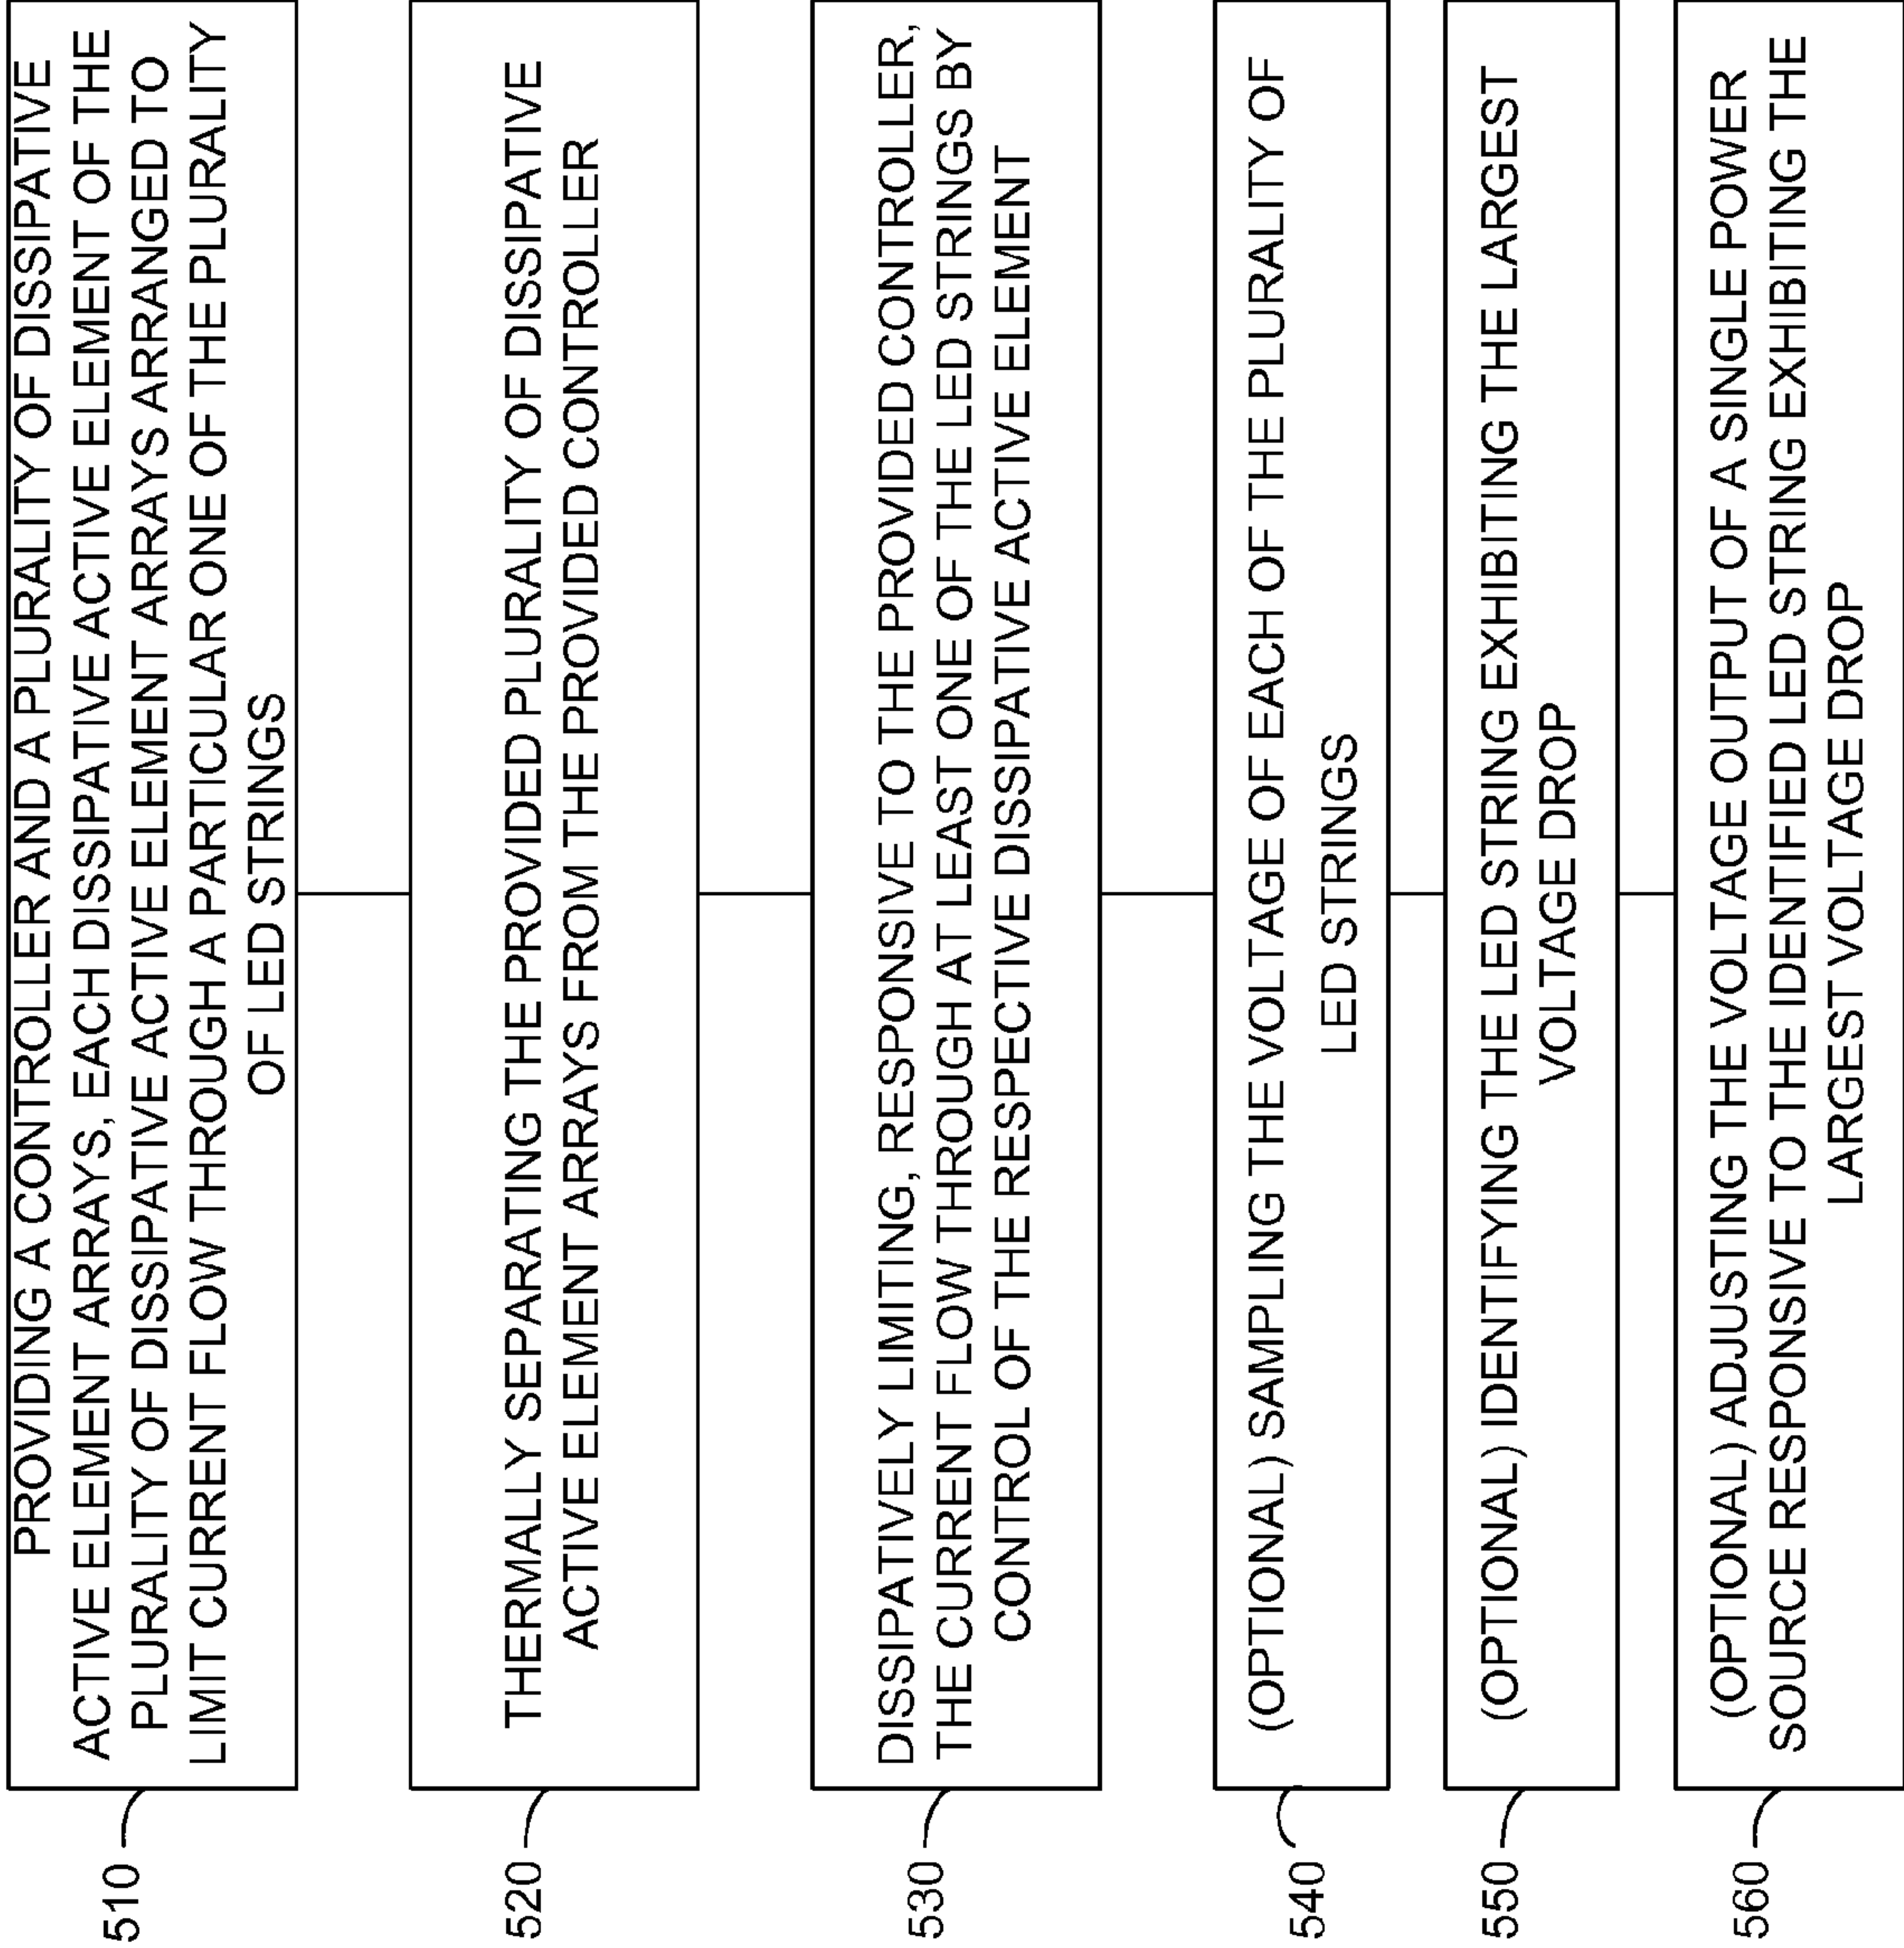 510
PROVIDING A CONTROLLER AND A PLURALITY OF DISSIPATIVE
ACTIVE ELEMENT ARRAYS, EACH DISSIPATIVE ACTIVE ELEMENT OF THE
PLURALITY OF DISSIPATIVE ACTIVE ELEMENT ARRAYS ARRANGED TO
LIMIT CURRENT FLOW THROUGH A PARTICULAR ONE OF THE PLURALITY
OF LED STRINGS
520
THERMALLY SEPARATING THE PROVIDED PLURALITY OF DISSIPATIVE
ACTIVE ELEMENT ARRAYS FROM THE PROVIDED CONTROLLER
530
DISSIPATIVELY LIMITING, RESPONSIVE TO THE PROVIDED CONTROLLER,
THE CURRENT FLOW THROUGH AT LEAST ONE OF THE LED STRINGS BY
CONTROL OF THE RESPECTIVE DISSIPATIVE ACTIVE ELEMENT
540
(OPTIONAL) SAMPLING THE VOLTAGE OF EACH OF THE PLURALITY OF
LED STRINGS
550
(OPTIONAL) IDENTIFYING THE LED STRING EXHIBITING THE LARGEST
VOLTAGE DROP
560
(OPTIONAL) ADJUSTING THE VOLTAGE OUTPUT OF A SINGLE POWER
SOURCE RESPONSIVE TO THE IDENTIFIED LED STRING EXHIBITING THE
LARGEST VOLTAGE DROP